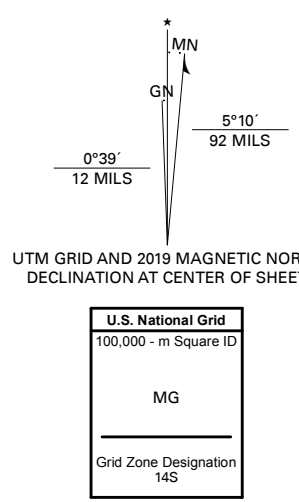 ★
MN
GN
5°10´
92 MILS
0°39´
12 MILS
UTM GRID AND 2019 MAGNETIC NOR
DECLINATION AT CENTER OF SHEET
U.S. National Grid
100,000 - m Square ID
MG
Grid Zone Designation
14S